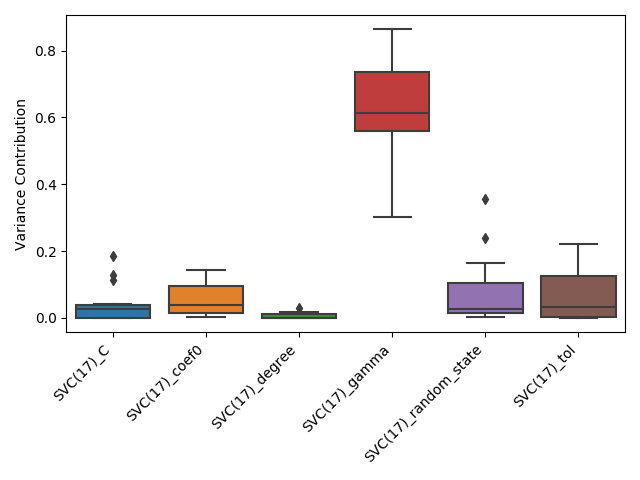 Variance Contribution
0.8
0.6
0.4
0.2
0.0
SVC(17)_C
SVC(17)_coef0
SVC(17)_degree
SVC(17)_gamma
SVC(17)_random_state
SVC(17)_tol